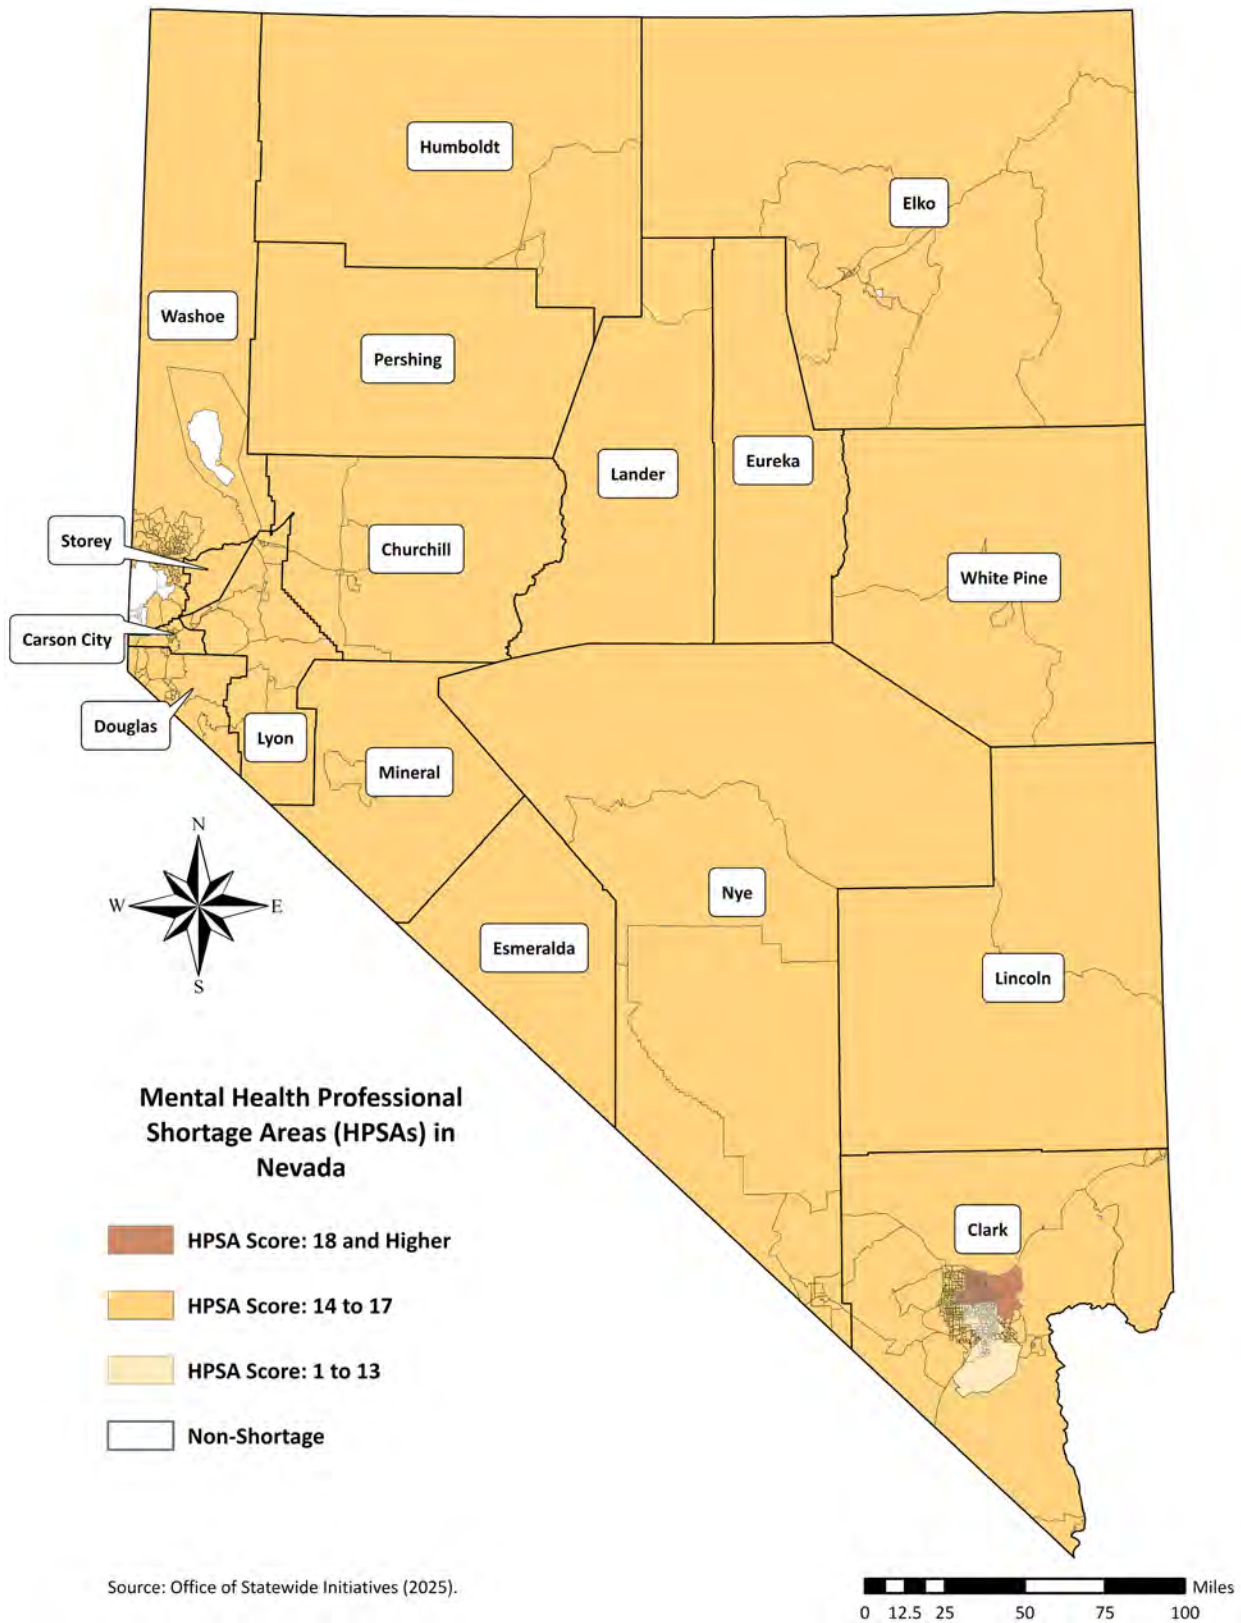 Humboldt
Elko
Washoe
Pershing
Lander
Eureka
Storey
Churchill
White Pine
Carson City
Douglas
Lyon
Mineral
N
W
E
S
Nye
Esmeralda
Lincoln
Clark
Mental Health Professional
Shortage Areas (HPSAs) in
Nevada
HPSA Score: 18 and Higher
HPSA Score: 14 to 17
HPSA Score: 1 to 13
Non-Shortage
Source: Office of Statewide Initiatives (2025).
Miles
0 12.5 25 50 75 100